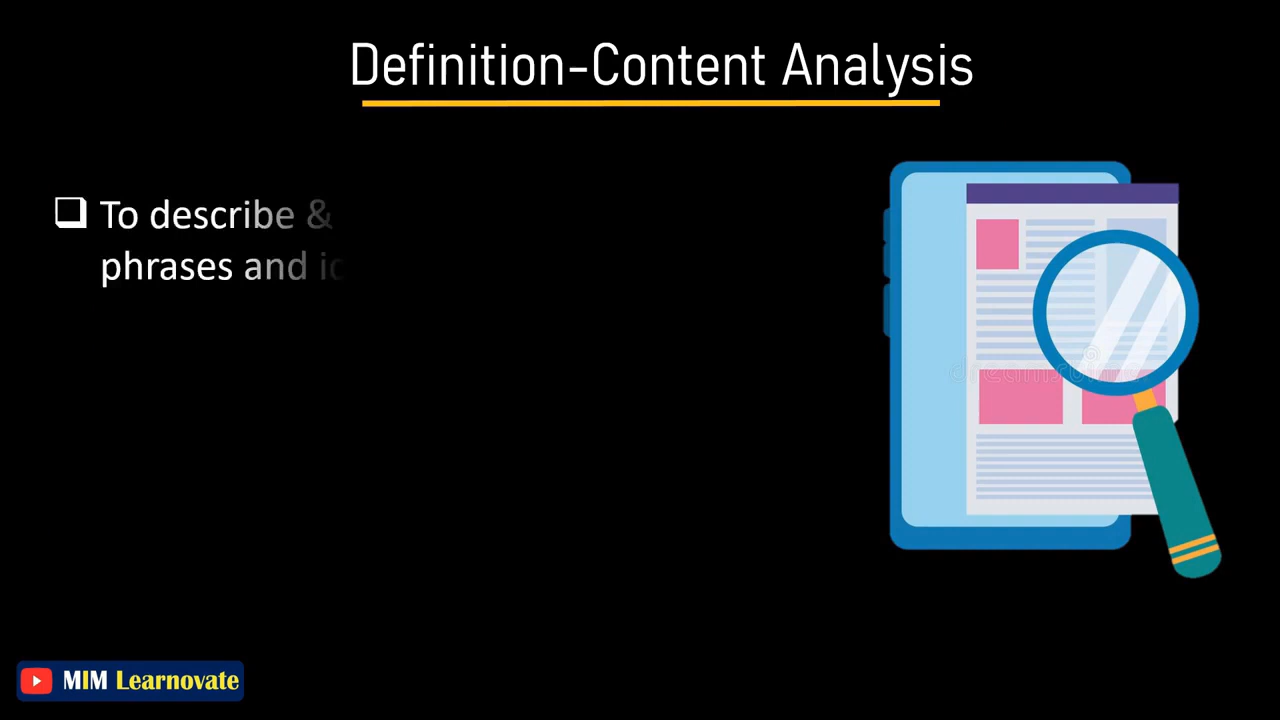 Definition-Content Analysis
To describe &
phrases and
MIM Learnovate